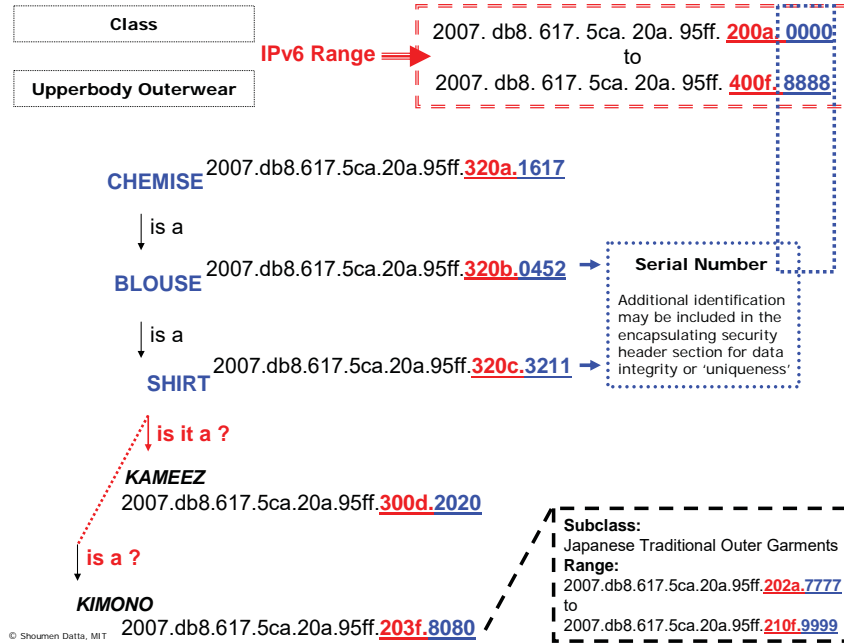 Class
Upperbody Outerwear
IPv6 Range
2007. db8. 617. 5ca. 20a. 95ff. 200a. 0000
to
2007. db8. 617. 5ca. 20a. 95ff. 400f. 8888
CHEMISE 2007.db8.617.5ca.20a.95ff.320a.1617
is a
BLOUSE 2007.db8.617.5ca.20a.95ff.320b.0452
is a
SHIRT 2007.db8.617.5ca.20a.95ff.320c.3211
Serial Number
Additional identification
may be included in the
encapsulating security
header section for data
integrity or ‘uniqueness’
is it a ?
KAMEEZ
2007.db8.617.5ca.20a.95ff.300d.2020
is a ?
KIMONO
2007.db8.617.5ca.20a.95ff.203f.8080
Subclass:
Japanese Traditional Outer Garments
Range:
2007.db8.617.5ca.20a.95ff.202a.7777
to
2007.db8.617.5ca.20a.95ff.210f.9999
© Shoumen Datta, MIT